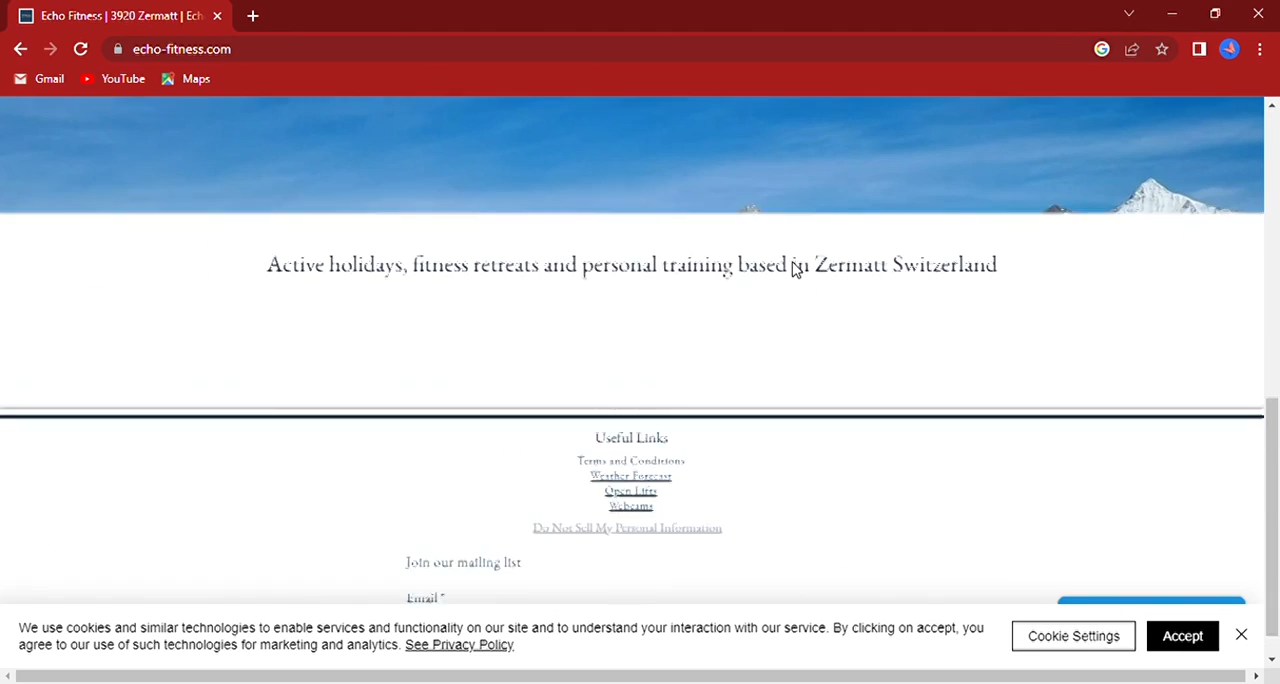 Echo Fitness | 3920 Zermatt | Ech
echo-fitness.com
Gmail YouTube Maps
Active holidays, fitness retreats and personal training based in Zermatt Switzerland
Useful Links
Terms and Conditions
Weather Forecast
Open Lifts
Webcams
Do Not Sell My Personal Information
Join our mailing list
Email *
We use cookies and similar technologies to enable services and functionality on our site and to understand your interaction with our service. By clicking on accept, you
agree to our use of such technologies for marketing and analytics. See Privacy Policy
Cookie Settings Accept